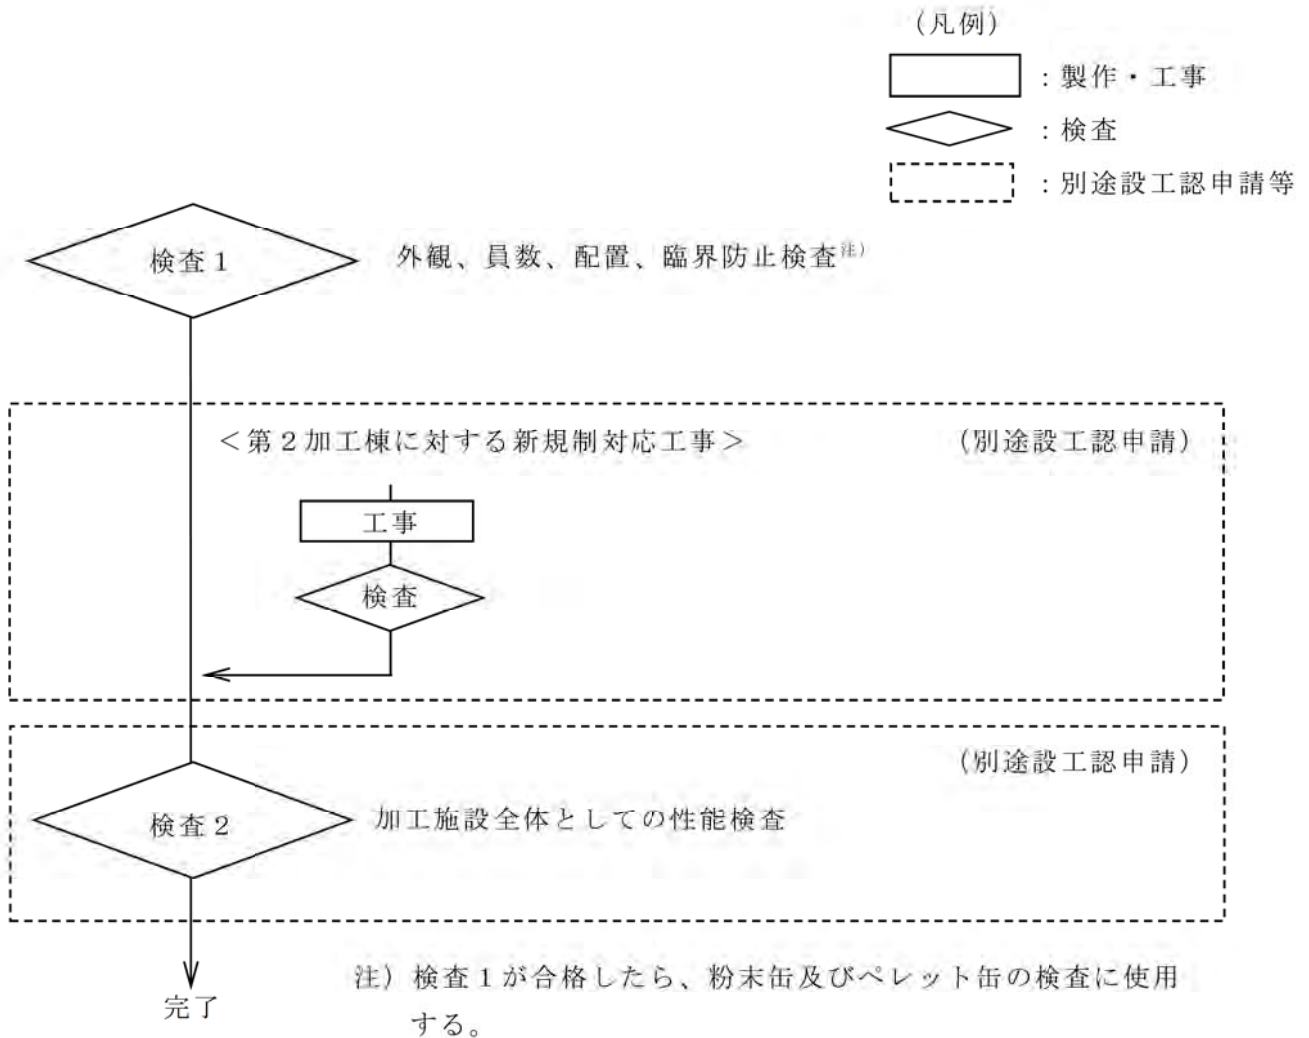 (凡例)
：製作・工事
：検査
：別途設工認申請等
検査１
外観、員数、配置、臨界防止検査注)
＜第２加工棟に対する新規制対応工事＞
(別途設工認申請)
工事
検査
(別途設工認申請)
検査２
加工施設全体としての性能検査
完了
注) 検査１が合格したら、粉末缶及びペレット缶の検査に使用
する。